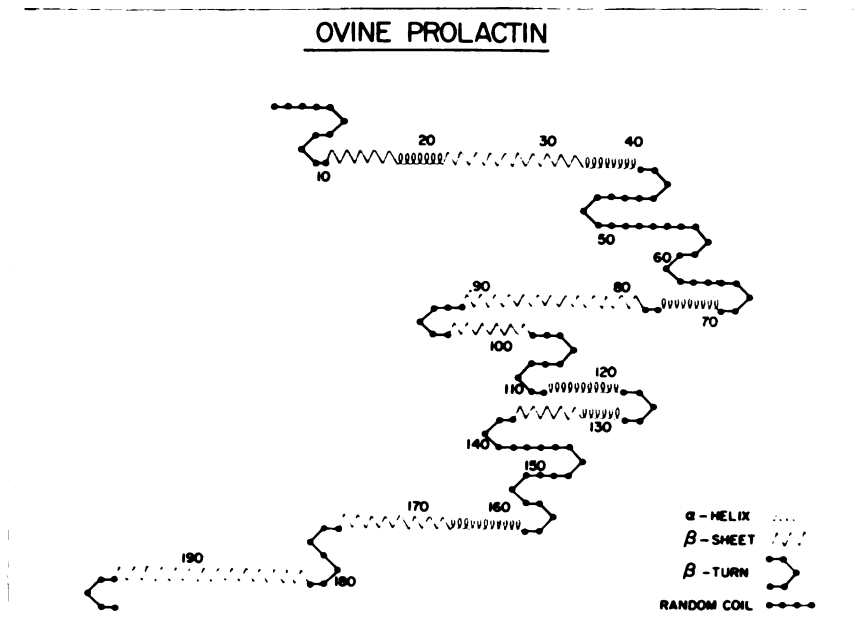 OVINE PROLACTIN
20 30 40
10
50
60
90 80
70
100
120
110
130
140
150
170 160
190
180
α-HELIX
β-SHEET
β-TURN
RANDOM COIL